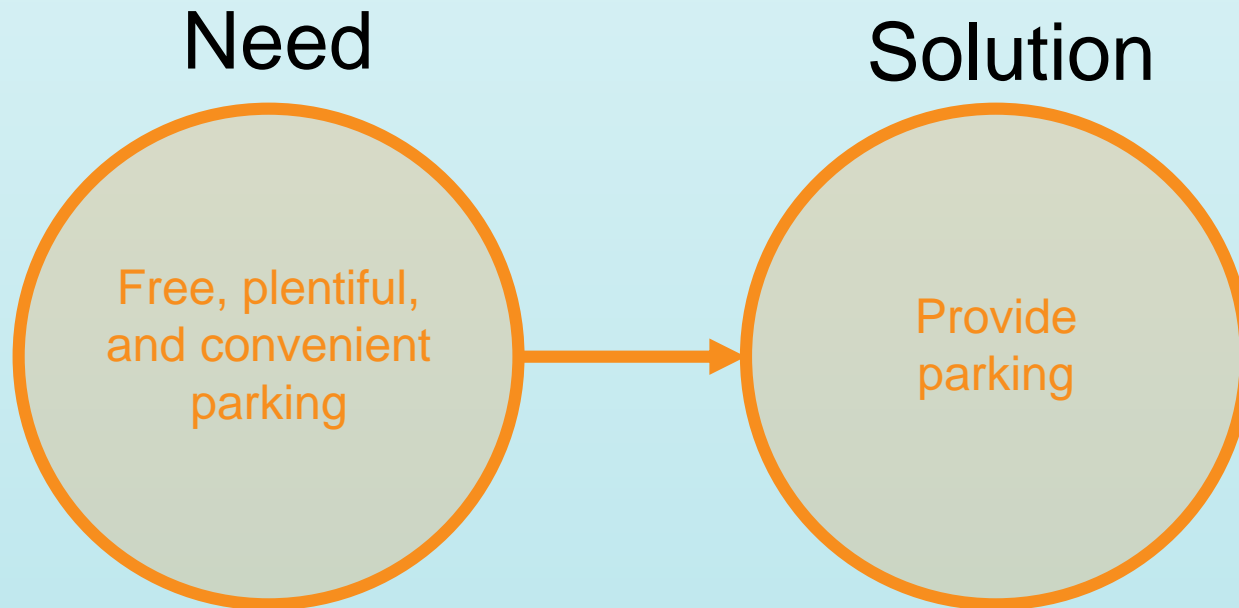 Need
Solution
Free, plentiful,
and convenient
parking
Provide
parking